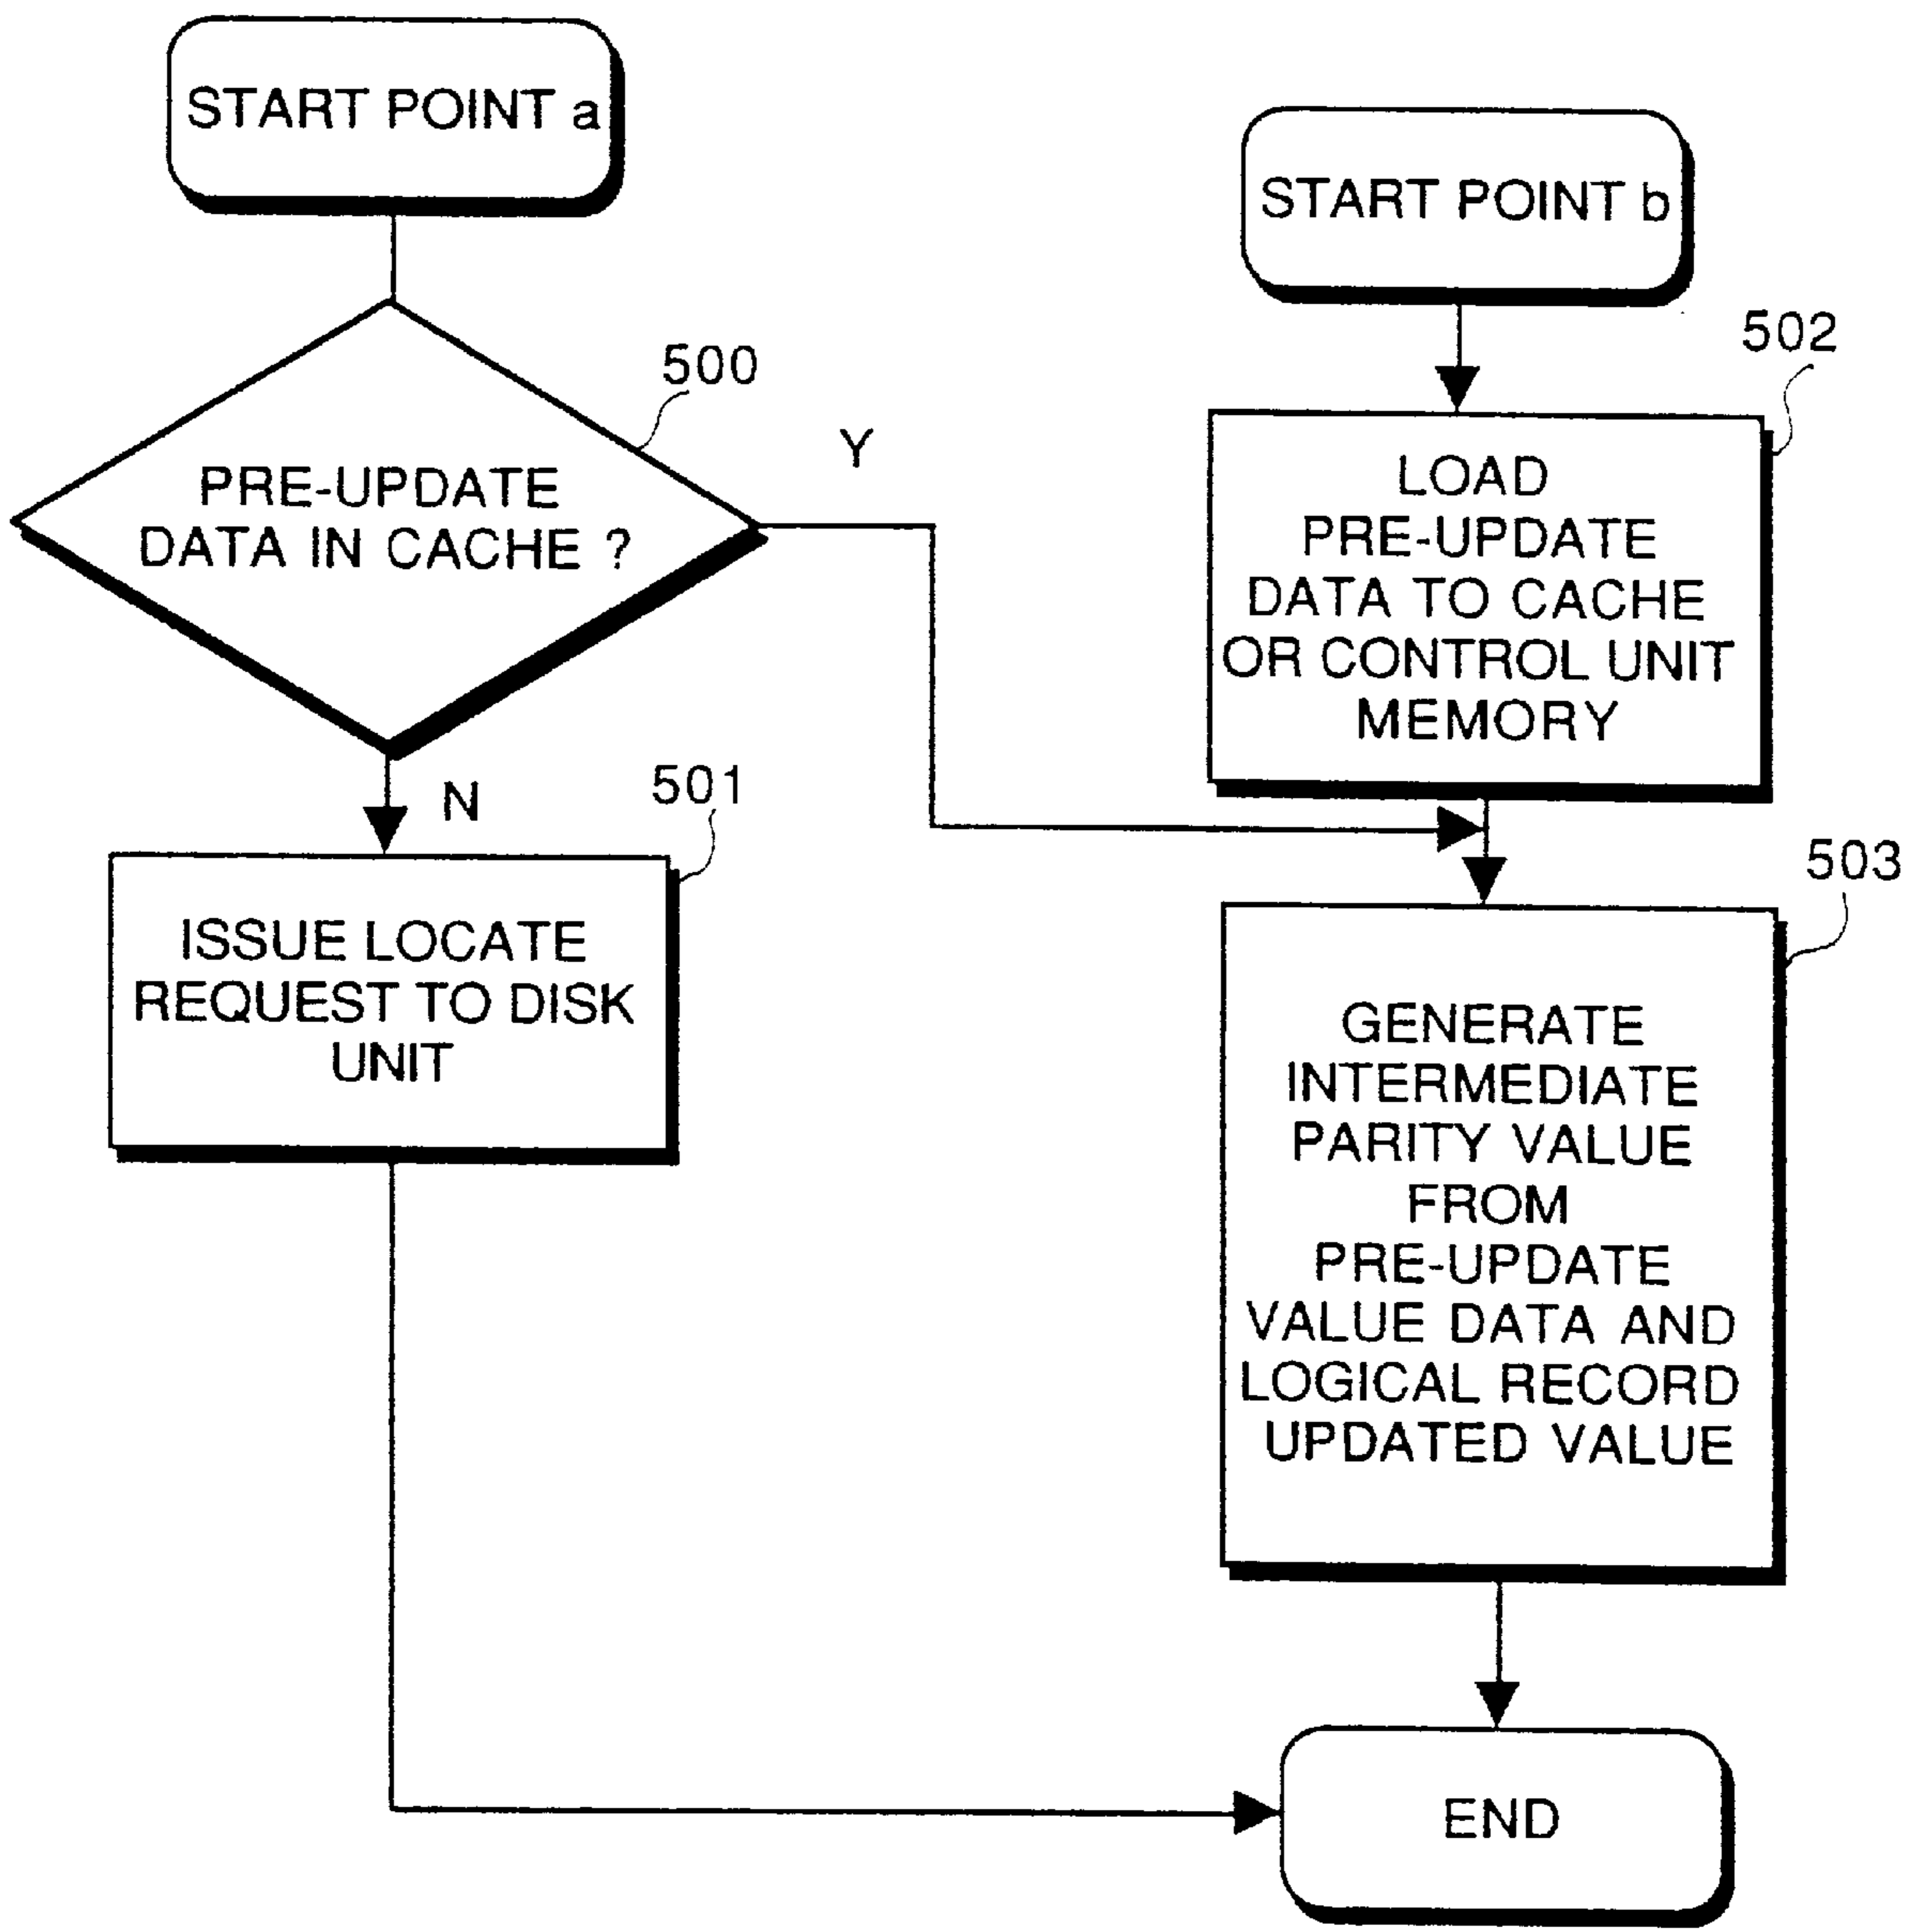 START POINT a
500
PRE-UPDATE
DATA IN CACHE ?
Y
N
501
ISSUE LOCATE
REQUEST TO DISK
UNIT
START POINT b
502
LOAD
PRE-UPDATE
DATA TO CACHE
OR CONTROL UNIT
MEMORY
503
GENERATE
INTERMEDIATE
PARITY VALUE
FROM
PRE-UPDATE
VALUE DATA AND
LOGICAL RECORD
UPDATED VALUE
END